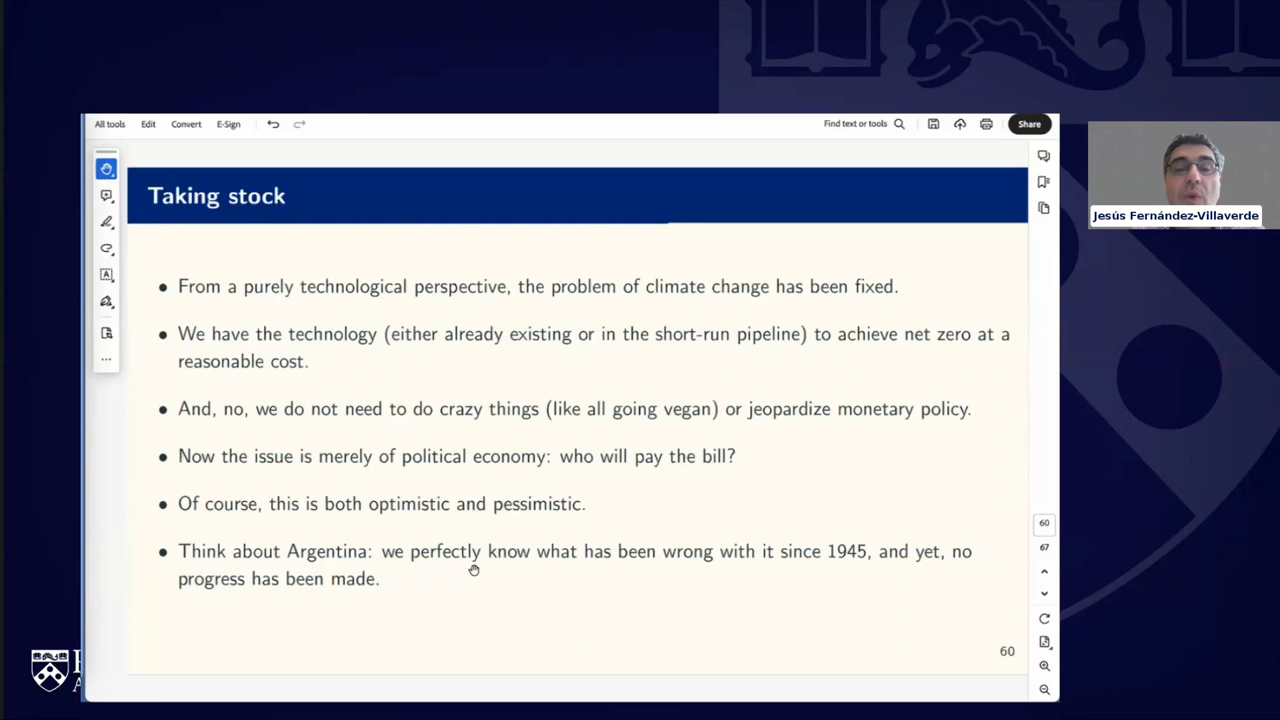 All tools Edit Convert E-Sign Find text or tools Share
Taking stock
• From a purely technological perspective, the problem of climate change has been fixed.
• We have the technology (either already existing or in the short-run pipeline) to achieve net zero at a
reasonable cost.
• And, no, we do not need to do crazy things (like all going vegan) or jeopardize monetary policy.
• Now the issue is merely of political economy: who will pay the bill?
• Of course, this is both optimistic and pessimistic.
• Think about Argentina: we perfectly know what has been wrong with it since 1945, and yet, no
progress has been made.
60
60
67
Jesús Fernández-Villaverde